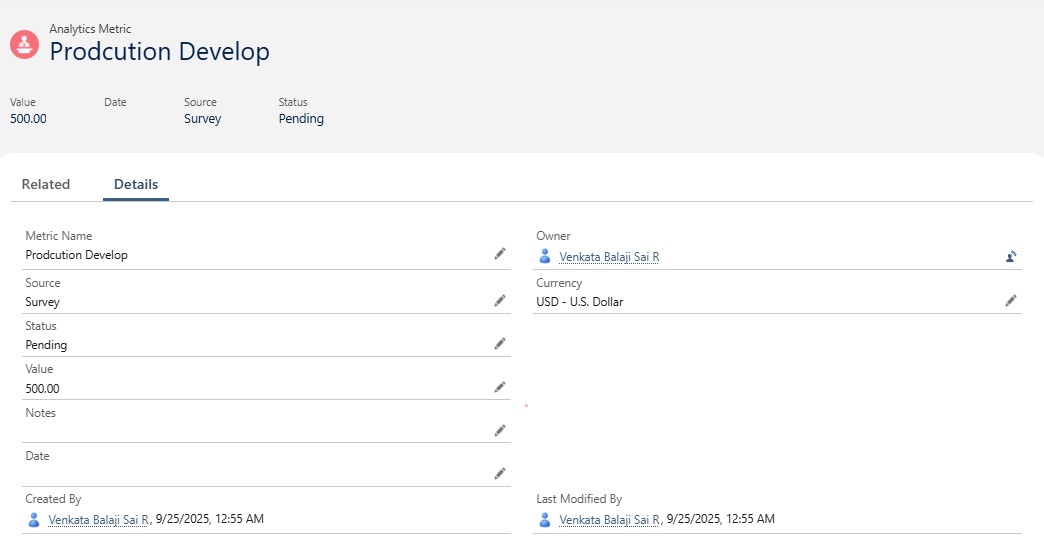 Analytics Metric
Prodcution Develop
Value Date Source Status
500.00 Survey Pending
Related Details
Metric Name
Prodcution Develop
Owner
Venkata Balaji Sai R
Source
Survey
Currency
USD - U.S. Dollar
Status
Pending
Value
500.00
Notes
Date
Created By
Venkata Balaji Sai R, 9/25/2025, 12:55 AM
Last Modified By
Venkata Balaji Sai R, 9/25/2025, 12:55 AM